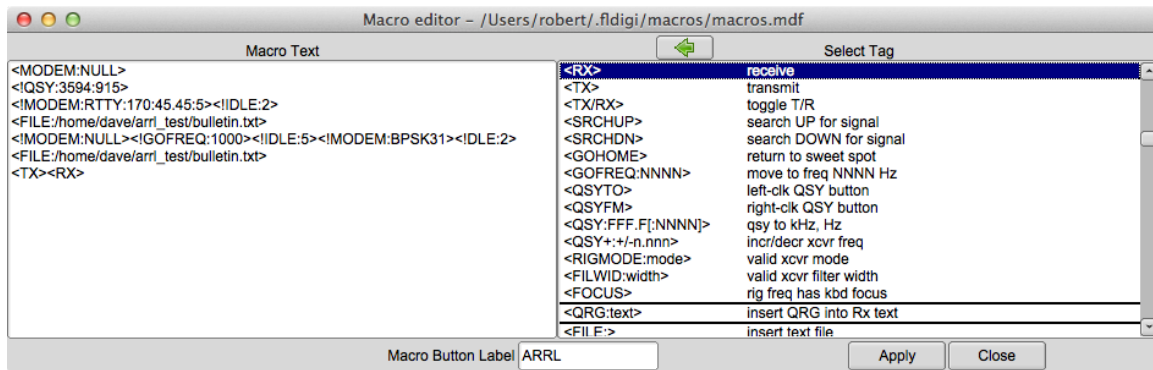 Macro editor – /Users/robert/.fldigi/macros/macros.mdf
Macro Text
Select Tag
<MODEM:NULL>
<!QSY:3594:915>
<!MODEM:RTTY:170:45.45:5><!IDLE:2>
<FILE:/home/dave/arrl_test/bulletin.txt>
<!MODEM:NULL><!GOFREQ:1000><!IDLE:5><!MODEM:BPSK31><!DLE:2>
<FILE:/home/dave/arrl_test/bulletin.txt>
<TX><RX>
<RX> receive
<TX> transmit
<TX/RX> toggle T/R
<SRCHUP> search UP for signal
<SRCHDN> search DOWN for signal
<GOHOME> return to sweet spot
<GOFREQ:NNNN> move to freq NNNN Hz
<QSYTO> left-clk QSY button
<QSYFM> right-clk QSY button
<QSY:FFF.F[:NNNN]> qsy to kHz, Hz
<QSY+:+/-n.nnn> incr/decr xcvr freq
<RIGMODE:mode> valid xcvr mode
<FILWID:width> valid xcvr filter width
<FOCUS> rig freq has kbd focus
<QRG:text> insert QRG into Rx text
<FILE:> insert text file
Macro Button Label ARRL
Apply Close